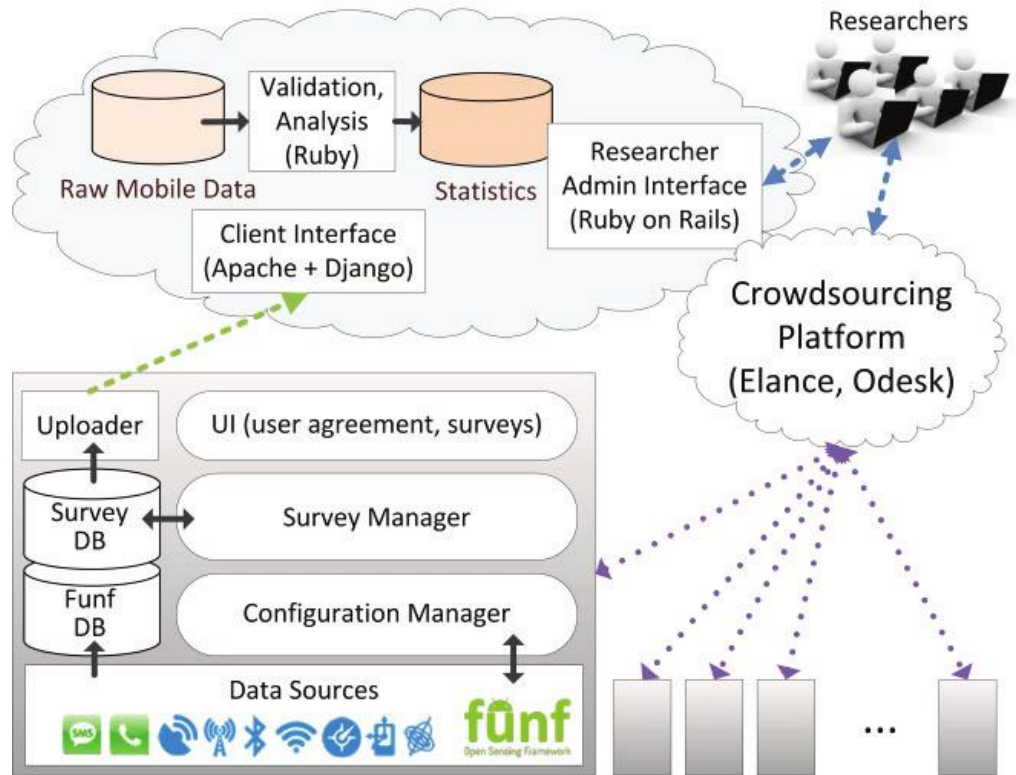 Researchers
Validation,
Analysis
(Ruby)
Raw Mobile Data
Statistics
Researcher
Admin Interface
(Ruby on Rails)
Client Interface
(Apache + Django)
Crowdsourcing
Platform
(Elance, Odesk)
Uploader
UI (user agreement, surveys)
Survey
DB
Survey Manager
Funf
DB
Configuration Manager
Data Sources
SMS
funf
Open Sensing Framework
...